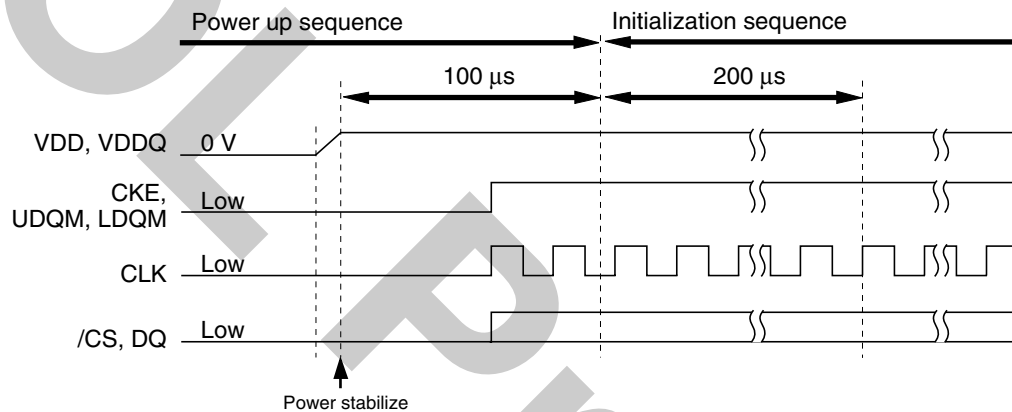 Power up sequence
Initialization sequence
100 μs
200 μs
VDD, VDDQ
0 V
CKE,
UDQM, LDQM
Low
CLK
Low
/CS, DQ
Low
Power stabilize